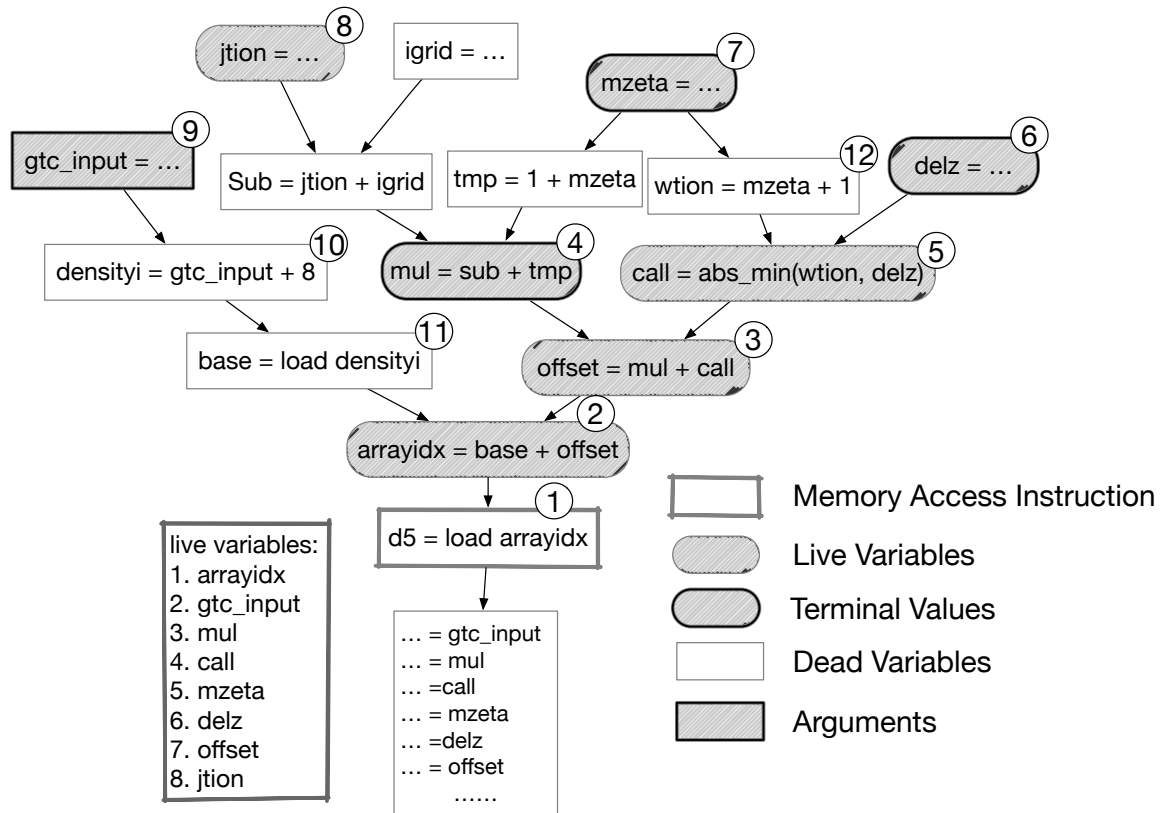 8
7
jtion = …
igrid = …
mzeta = …
9
6
gtc_input = …
12
Sub = jtion + igrid
tmp = 1 + mzeta
wtion = mzeta + 1
delz = …
10
4
5
densityi = gtc_input + 8
mul = sub + tmp
call = abs_min(wtion, delz)
11
3
base = load densityi
offset = mul + call
2
arrayidx = base + offset
1
d5 = load arrayidx
live variables:
1. arrayidx
2. gtc_input
3. mul
4. call
5. mzeta
6. delz
7. offset
8. jtion
… = gtc_input
… = mul
… =call
… = mzeta
… =delz
… = offset
……
Memory Access Instruction
Live Variables
Terminal Values
Dead Variables
Arguments